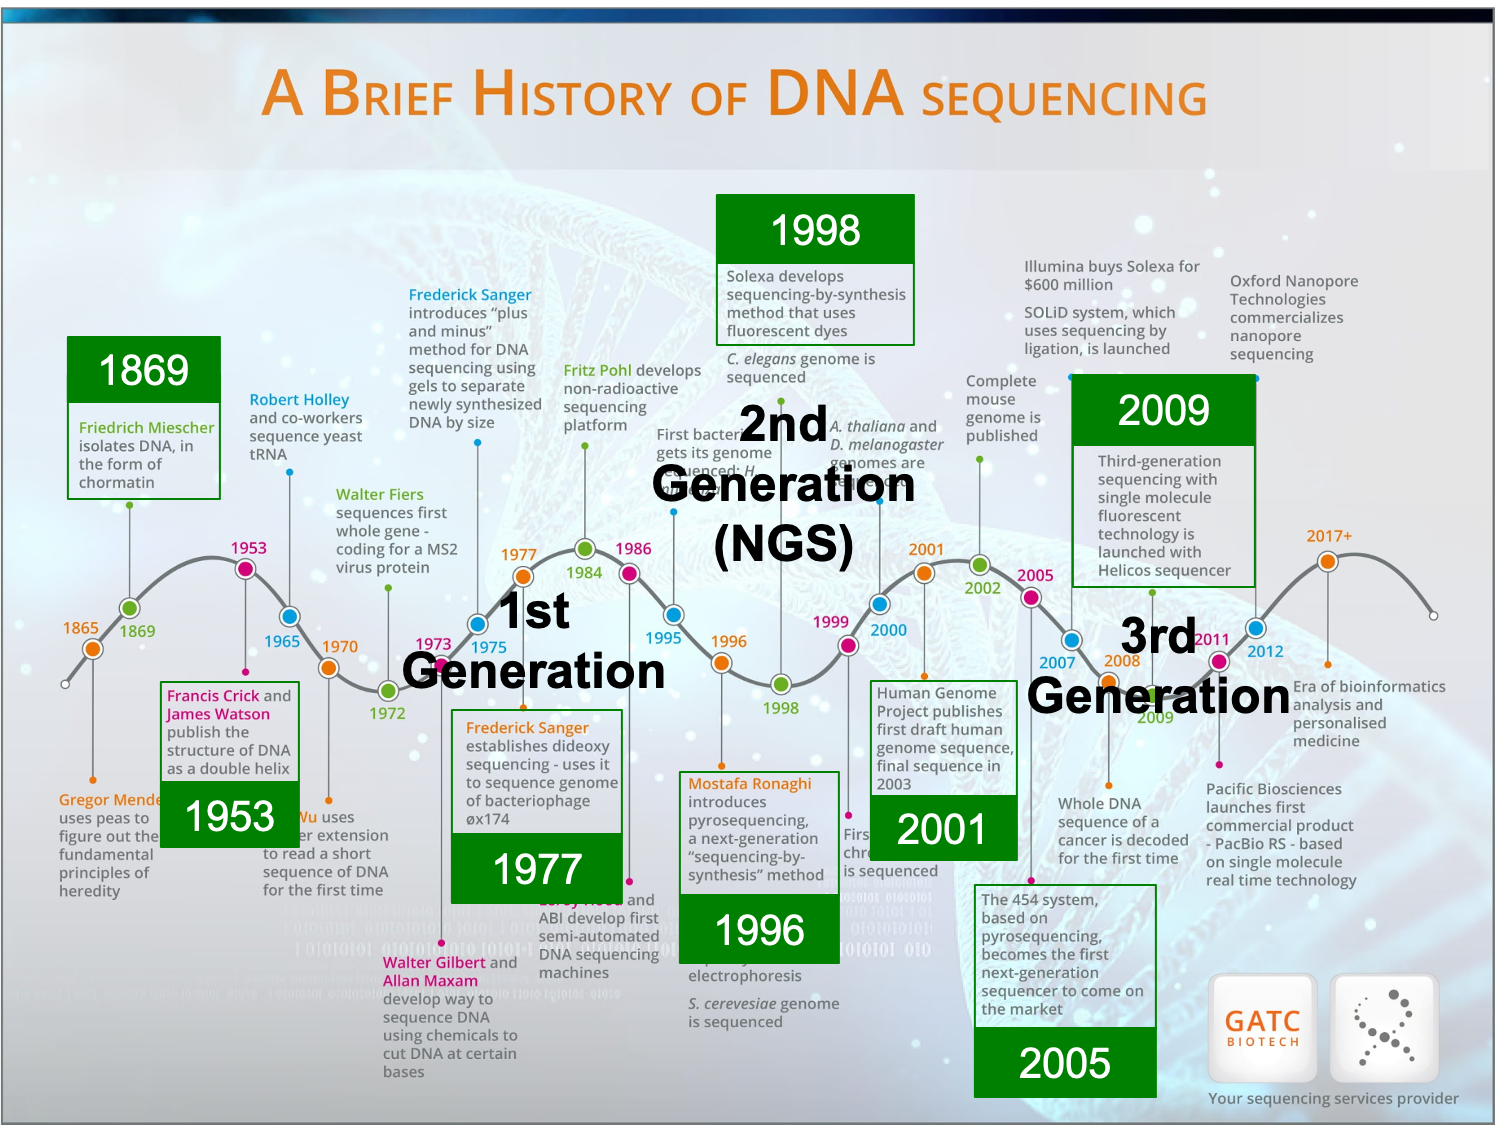 A Brief History of DNA sequencing
1998
Solexa develops
sequencing-by-synthesis
method that uses
fluorescent dyes
C. elegans genome is
sequenced
Illumina buys Solexa for
$600 million
SOLiD system, which
uses sequencing by
ligation, is launched
Oxford Nanopore
Technologies
commercializes
nanopore
sequencing
Frederick Sanger
introduces “plus
and minus”
method for DNA
sequencing using
gels to separate
newly synthesized
DNA by size
1869
Friedrich Miescher
isolates DNA, in
the form of
chormatin
Robert Holley
and co-workers
sequence yeast
tRNA
Walter Fiers
sequences first
whole gene -
coding for a MS2
virus protein
Fritz Pohl develops
non-radioactive
sequencing
platform
First
gets its genome
H.
2nd
Generation
(NGS)
A. thaliana and
D. melanogaster
genomes are
Complete
mouse
genome is
published
2009
Third-generation
sequencing with
single molecule
fluorescent
technology is
launched with
Helicos sequencer
1865
1869
1953
1965
1970
1972
1973
1975
1977
1984
1986
1995
1996
1998
1999
2000
2001
2002
2005
2007
2008
2009
2011
2012
2017+
1st
Generation
3rd
Generation
Gregor
uses peas to
figure out the
fundamental
principles of
heredity
Francis Crick and
James Watson
publish the
structure of DNA
as a double helix
1953
Wu uses
extension
to read a short
sequence of DNA
for the first time
Walter Gilbert and
Allan Maxam
develop way to
sequence DNA
using chemicals to
cut DNA at certain
bases
Frederick Sanger
establishes dideoxy
sequencing - uses it
to sequence genome
of bacteriophage
øx174
1977
and
ABI develop first
semi-automated
DNA sequencing
machines
Mostafa Ronaghi
introduces
pyrosequencing,
a next-generation
“sequencing-by-
synthesis” method
1996
electrophoresis
S. cerevesiae genome
is sequenced
is sequenced
Human Genome
Project publishes
first draft human
genome sequence,
final sequence in
2003
2001
The 454 system,
based on
pyrosequencing,
becomes the first
next-generation
sequencer to come on
the market
2005
Whole DNA
sequence of a
cancer is decoded
for the first time
Pacific Biosciences
launches first
commercial product
- PacBio RS - based
on single molecule
real time technology
Era of bioinformatics
analysis and
personalised
medicine
GATC
BIOTECH
Your sequencing services provider